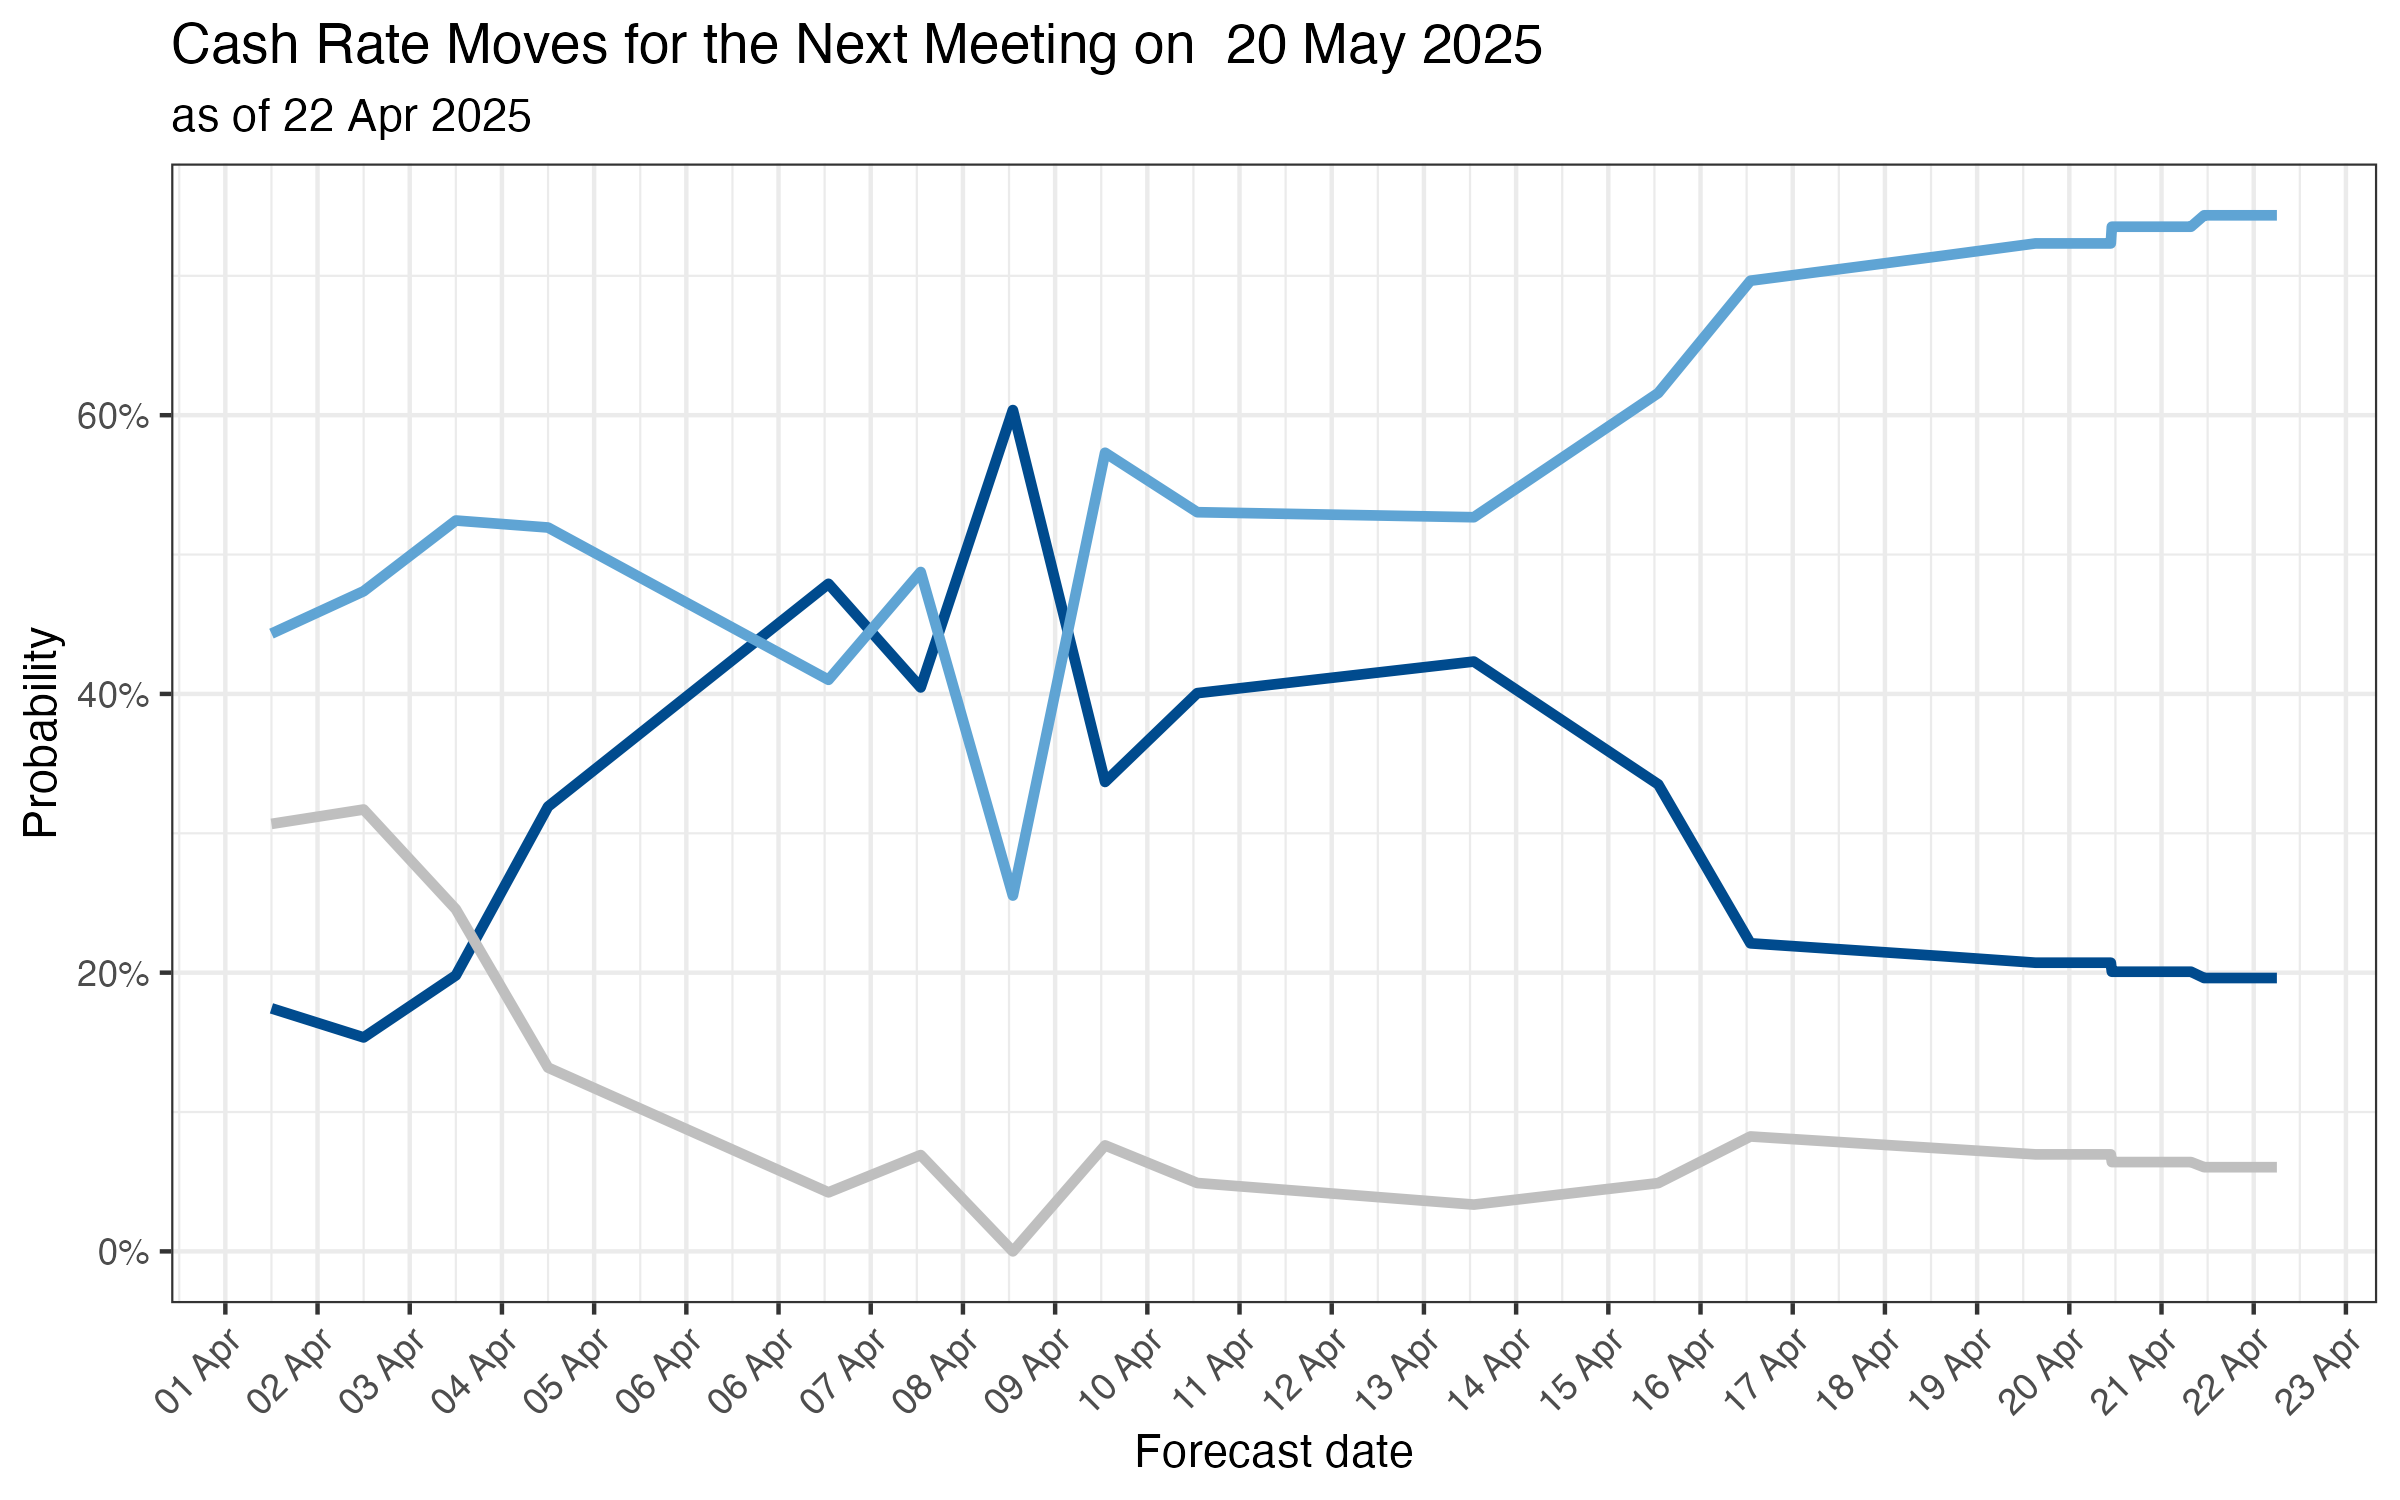 Cash Rate Moves for the Next Meeting on  20 May 2025
as of 22 Apr 2025
Probability
60%
40%
20%
0%
01 Apr
02 Apr
03 Apr
04 Apr
05 Apr
06 Apr
06 Apr
07 Apr
08 Apr
09 Apr
10 Apr
11 Apr
12 Apr
13 Apr
14 Apr
15 Apr
16 Apr
17 Apr
18 Apr
19 Apr
20 Apr
21 Apr
22 Apr
23 Apr
Forecast date